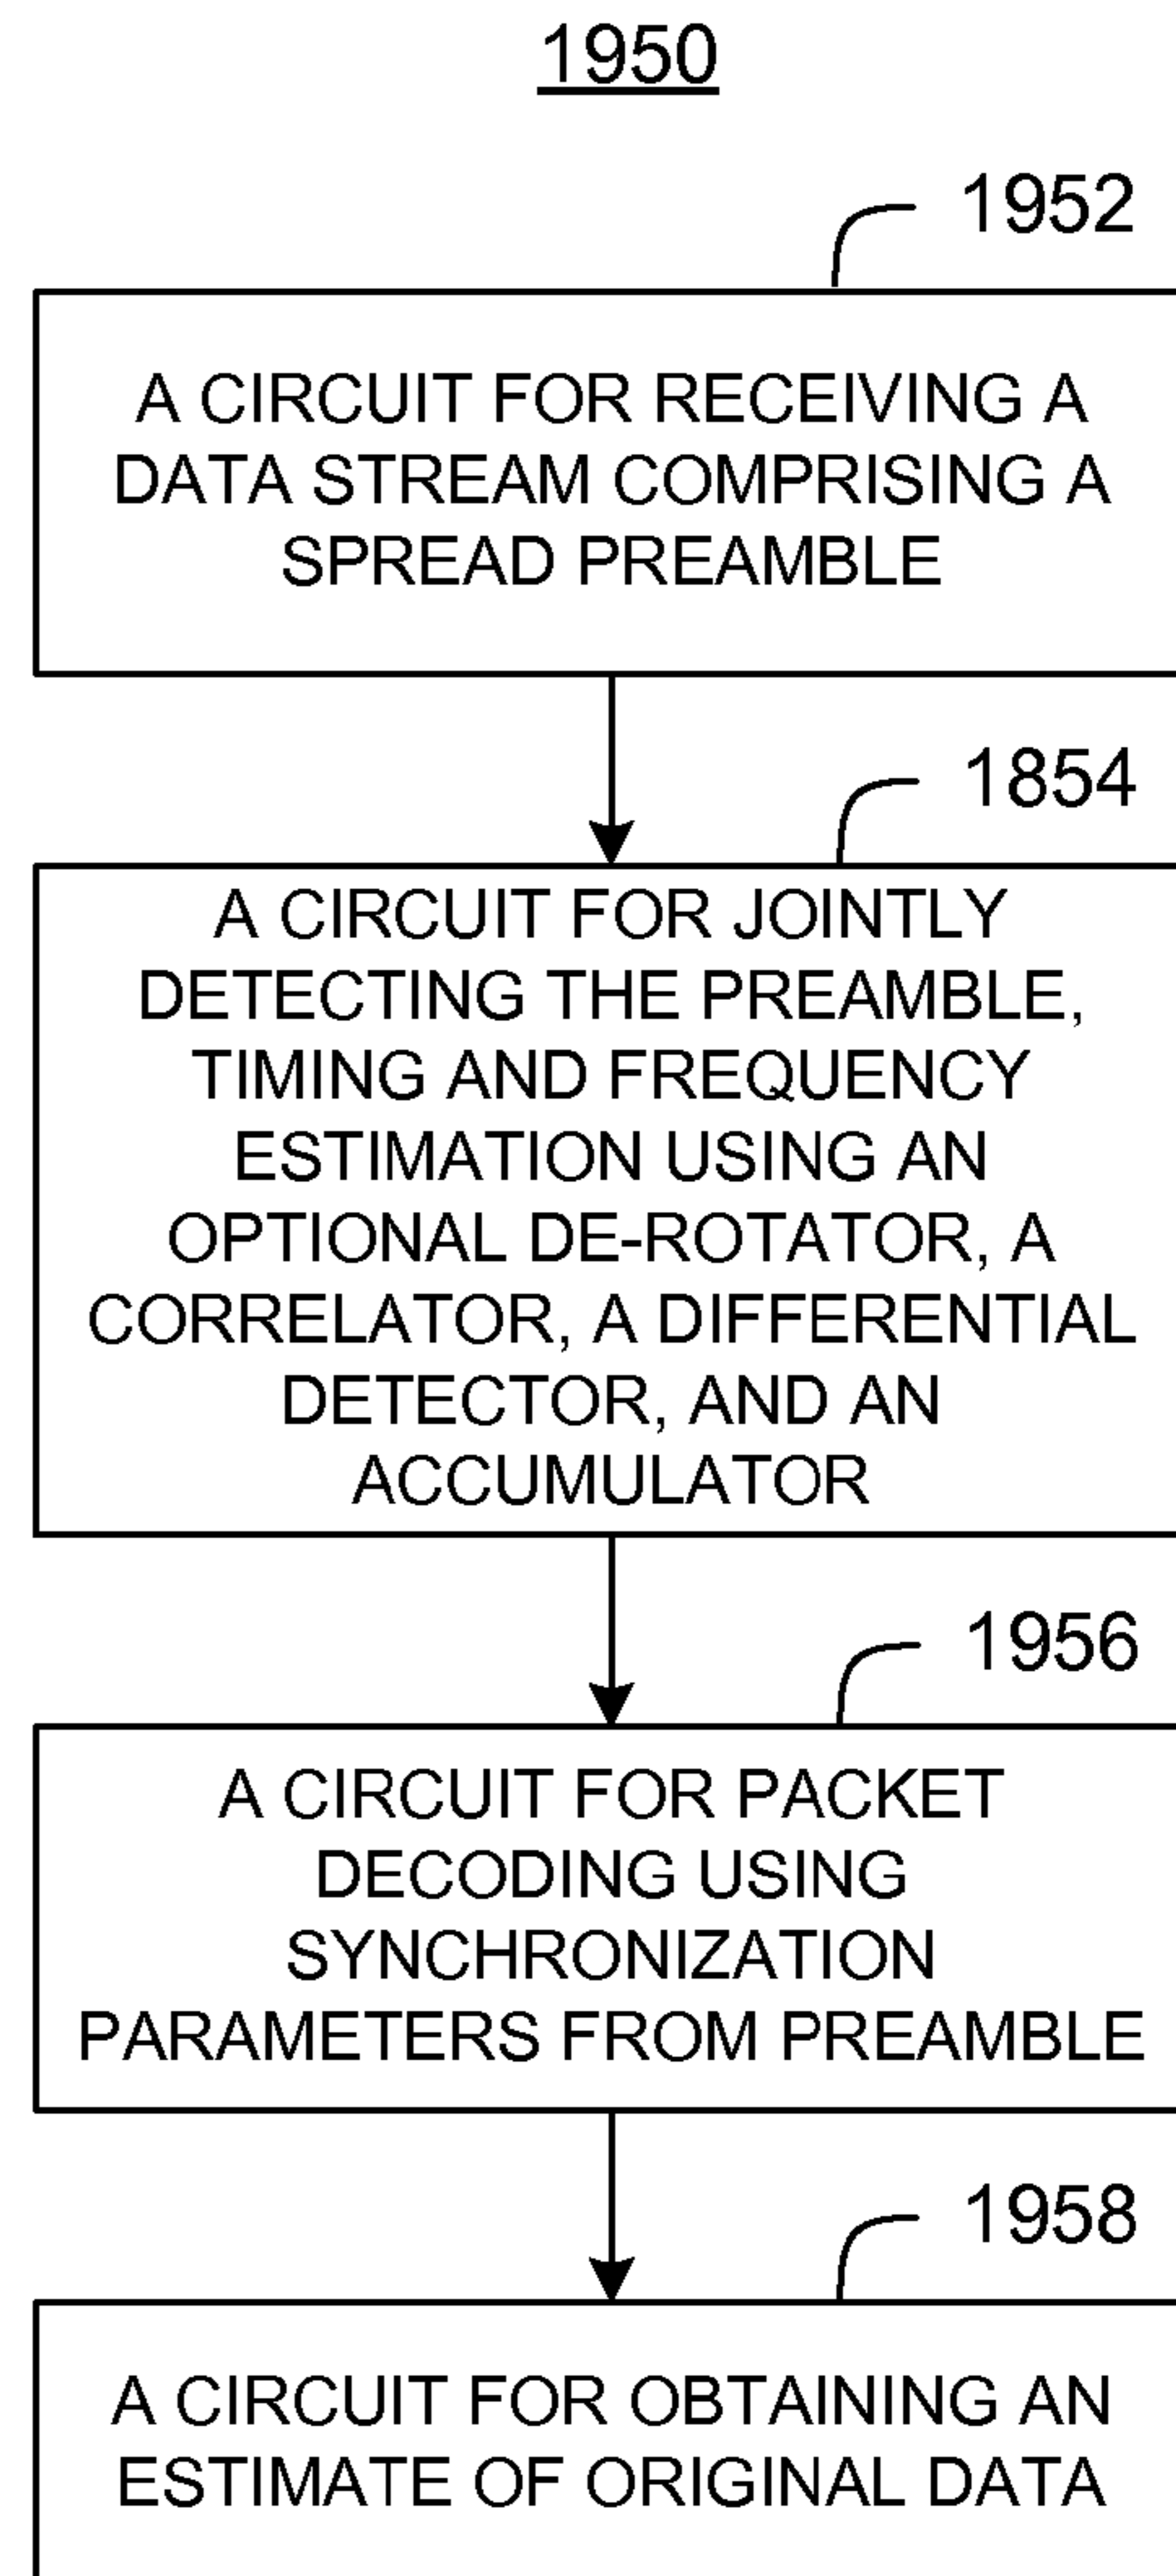 1950
1952
A CIRCUIT FOR RECEIVING A
DATA STREAM COMPRISING A
SPREAD PREAMBLE
1854
A CIRCUIT FOR JOINTLY
DETECTING THE PREAMBLE,
TIMING AND FREQUENCY
ESTIMATION USING AN
OPTIONAL DE-ROTATOR, A
CORRELATOR, A DIFFERENTIAL
DETECTOR, AND AN
ACCUMULATOR
1956
A CIRCUIT FOR PACKET
DECODING USING
SYNCHRONIZATION
PARAMETERS FROM PREAMBLE
1958
A CIRCUIT FOR OBTAINING AN
ESTIMATE OF ORIGINAL DATA